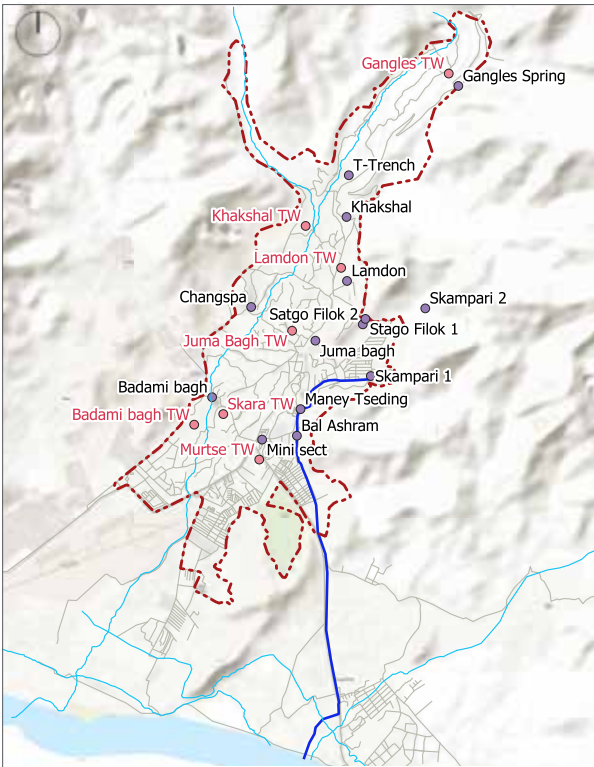 Gangles TW
Gangles Spring
T-Trench
Khakshal
Khakshal TW
Lamdon TW
Lamdon
Changspa
Skampari 2
Satgo Filok 2
Stago Filok 1
Juma Bagh TW
Juma bagh
Skampari 1
Badami bagh
Maney Tseding
Skara TW
Badami bagh TW
Bal Ashram
Murtse TW
Mini sect